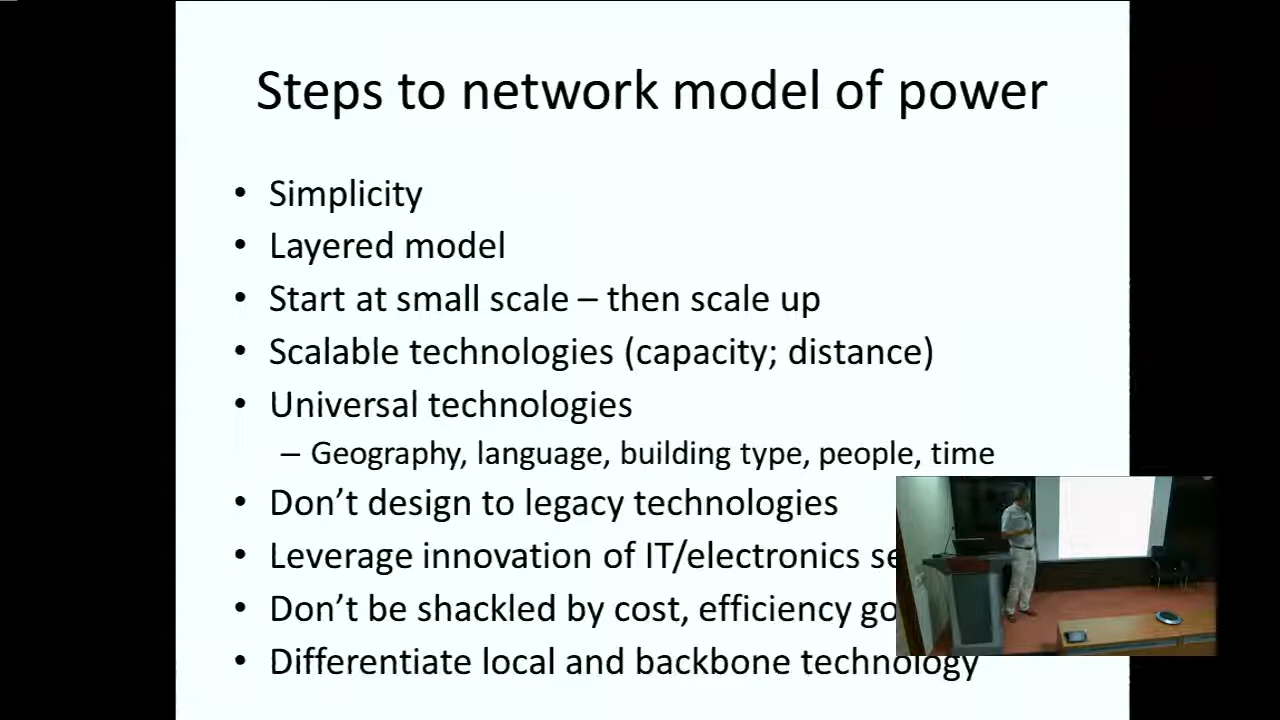 Steps to network model of power
• Simplicity
• Layered model
• Start at small scale – then scale up
• Scalable technologies (capacity; distance)
• Universal technologies
– Geography, language, building type, people, time
• Don't design to legacy technologies
• Leverage innovation of IT/electronics
• Don't be shackled by cost, efficiency
• Differentiate local and backbone technology